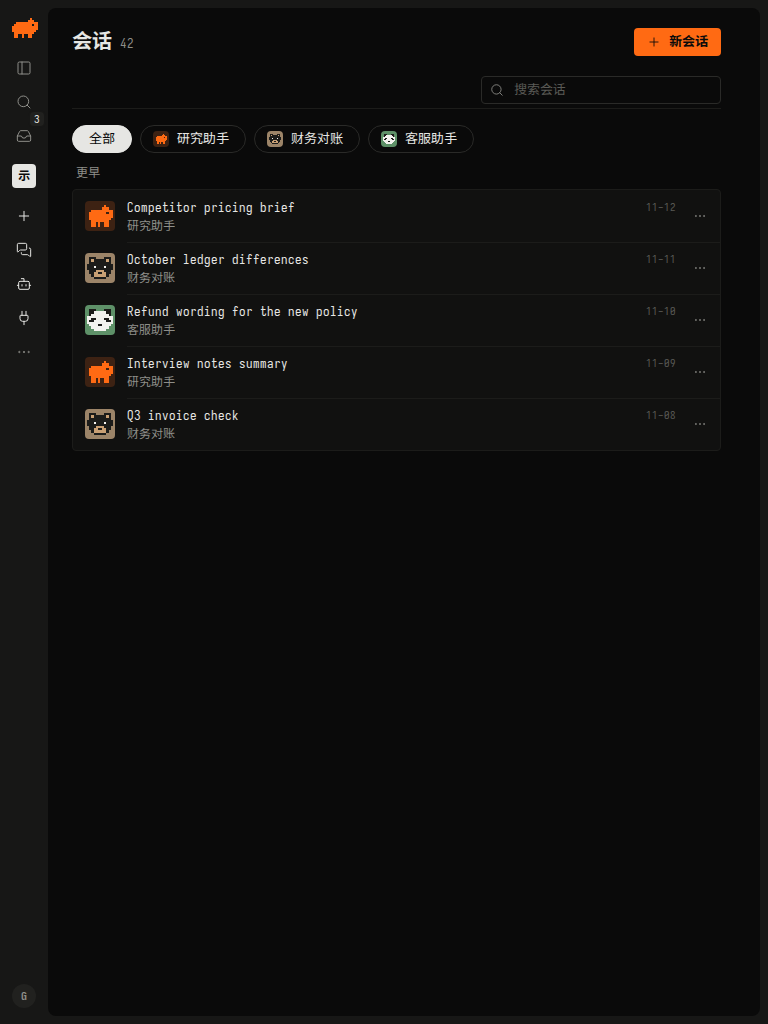 会话 42
新会话
搜索会话
3
全部
研究助手
财务对账
客服助手
示
更早
Competitor pricing brief
11-12
研究助手
October ledger differences
11-11
财务对账
Refund wording for the new policy
11-10
客服助手
Interview notes summary
11-09
研究助手
Q3 invoice check
11-08
财务对账
G